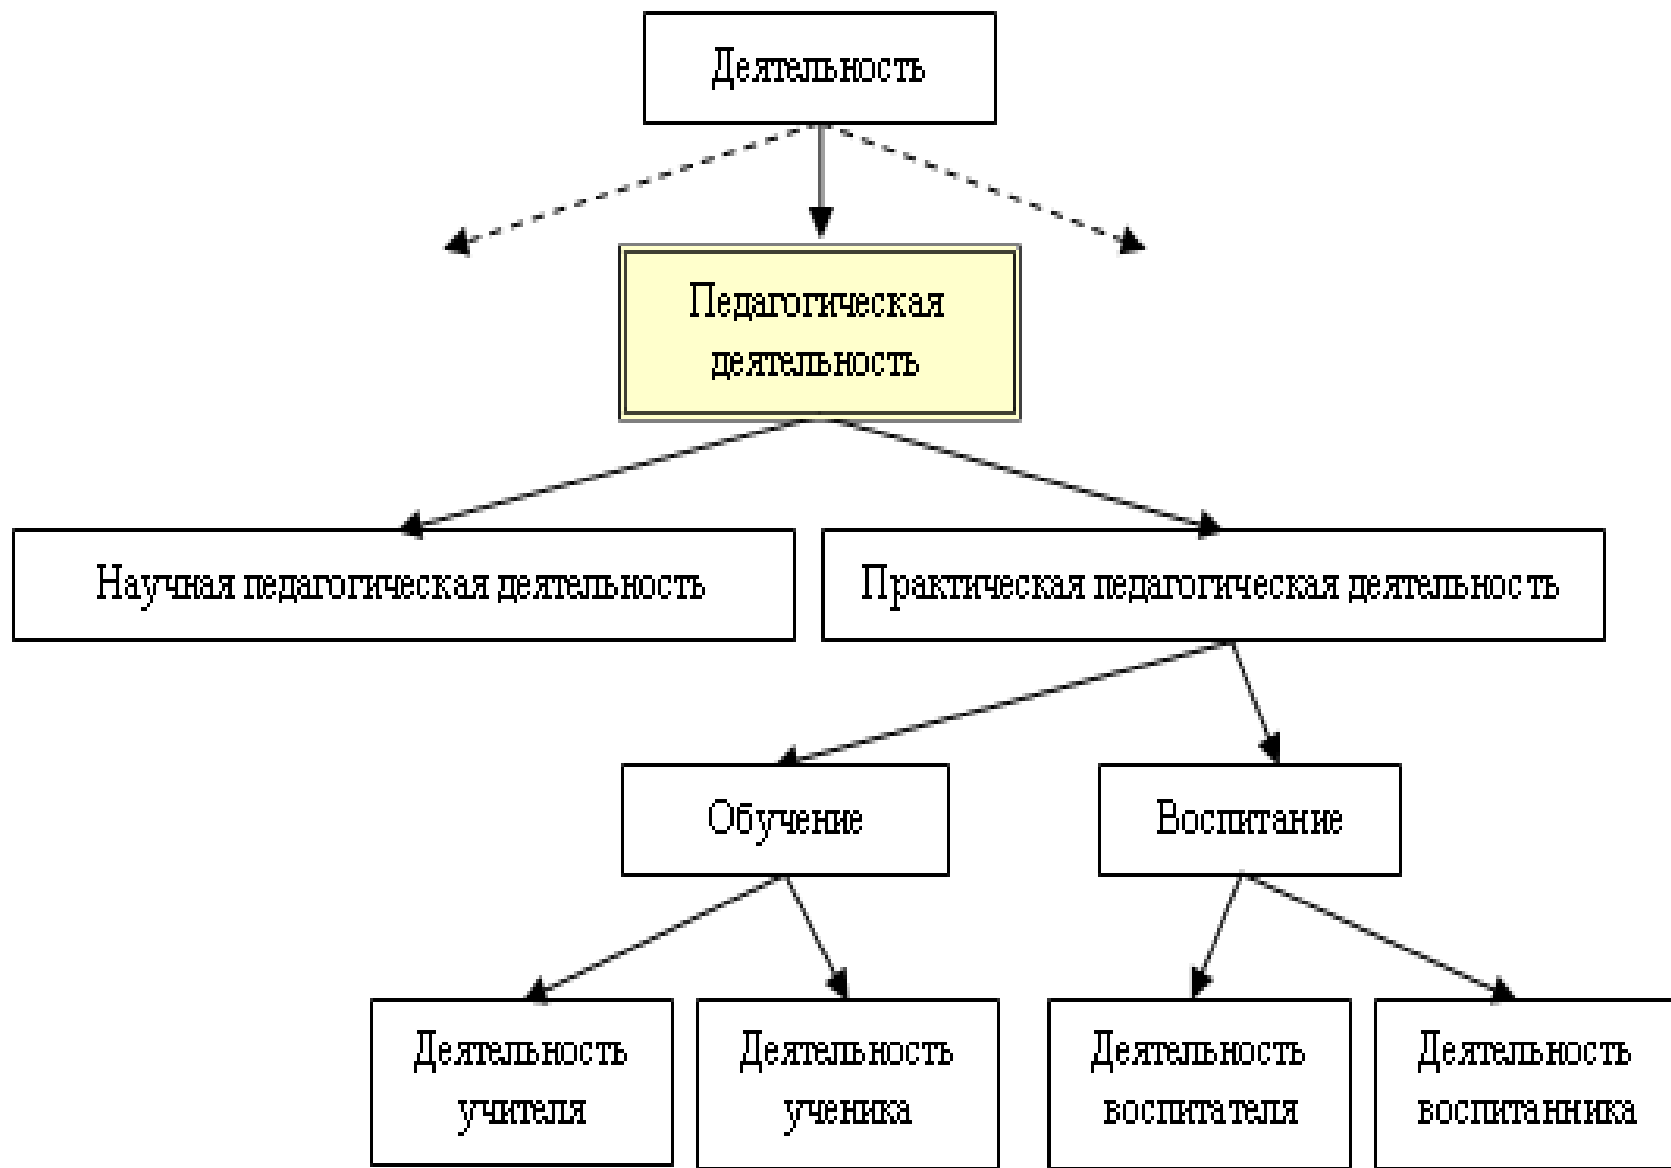 Деятельность
Педагогическая
деятельность
Научная педагогическая деятельность
Практическая педагогическая деятельность
Обучение
Воспитание
Деятельность
учителя
Деятельность
ученика
Деятельность
воспитателя
Деятельность
воспитанника